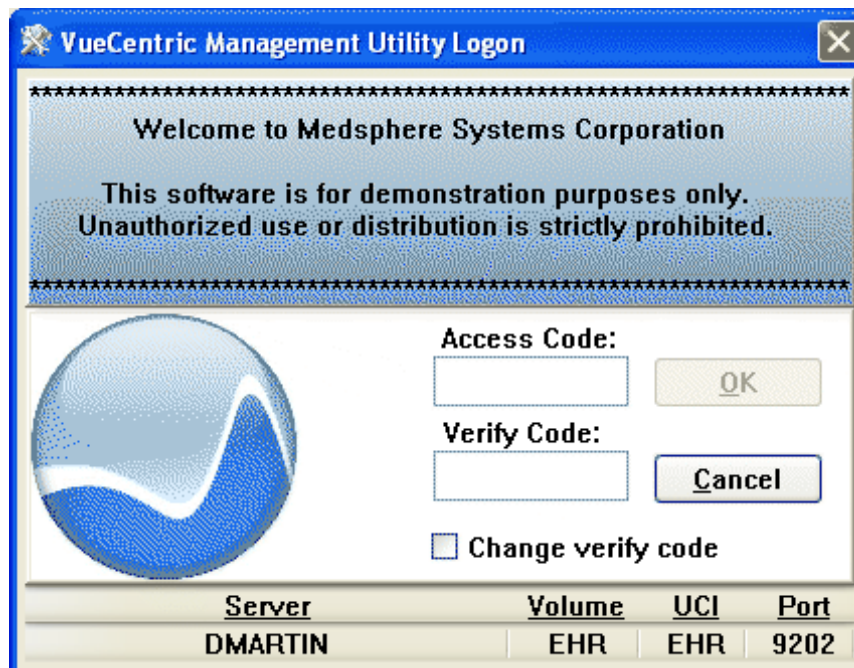 VueCentric Management Utility Logon
****************************************************************************
Welcome to Medsphere Systems Corporation
This software is for demonstration purposes only.
Unauthorized use or distribution is strictly prohibited.
****************************************************************************
Access Code:
OK
Verify Code:
Cancel
Change verify code
Server Volume UCI Port
DMARTIN EHR EHR 9202